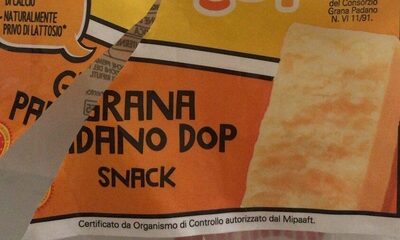 DI CALCIO
- NATURALMENTE
PRIVO DI LATTOSIO*
del Consorzio
Grana Padano
N. VI 11/91.
GRANA
DANO DOP
SNACK
Certificato da Organismo di Controllo autorizzato dal Mipaaft.